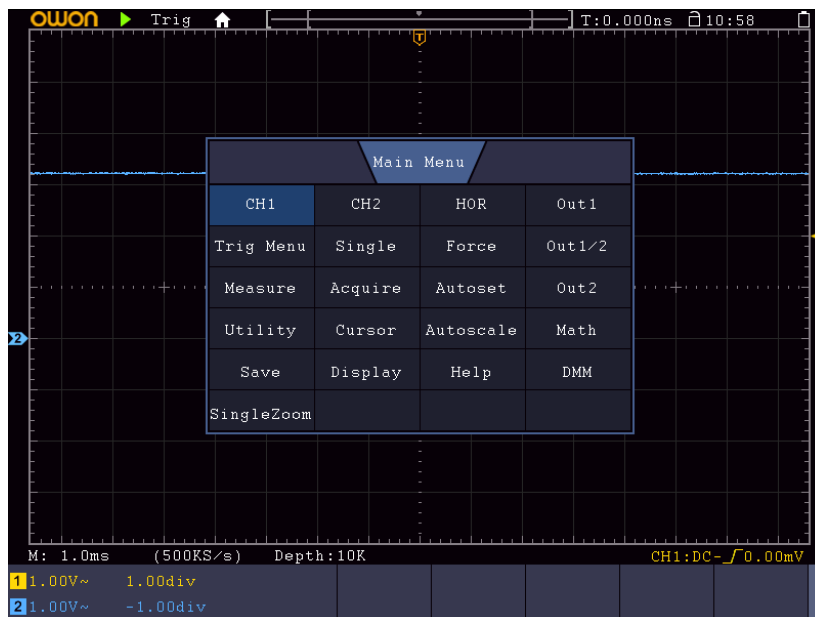 owon Trig T:0.000ns 10:58
T
Main Menu
CH1 CH2 HOR Out1
Trig Menu Single Force Out1/2
Measure Acquire Autoset Out2
Utility Cursor Autoscale Math
2
Save Display Help DMM
SingleZoom
M: 1.0ms (500KS/s) Depth:10K CH1:DC- 0.00mV
1 1.00V~ 1.00div
2 1.00V~ -1.00div